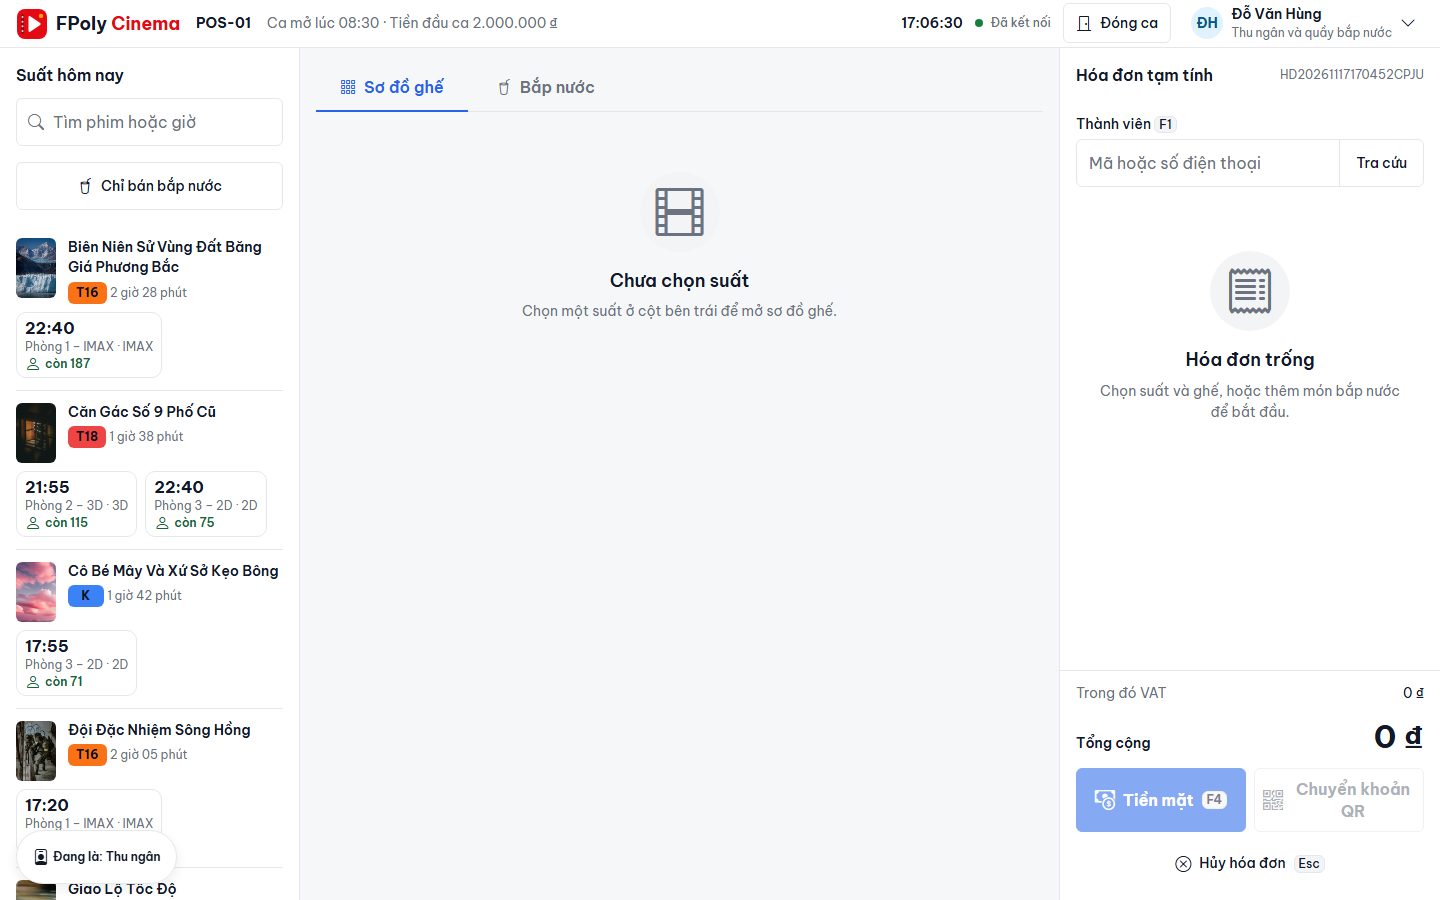 FPoly Cinema POS-01 Ca mở lúc 08:30 · Tiền đầu ca 2.000.000 đ 17:06:30 Đã kết nối Đóng ca ĐH Đỗ Văn Hùng
Thu ngân và quầy bắp nước
Suất hôm nay
Tìm phim hoặc giờ
Chỉ bán bắp nước
Biên Niên Sử Vùng Đất Băng
Giá Phương Bắc
T16 2 giờ 28 phút
22:40
Phòng 1 – IMAX · IMAX
còn 187
Căn Gác Số 9 Phố Cũ
T18 1 giờ 38 phút
21:55
Phòng 2 – 3D · 3D
còn 115
22:40
Phòng 3 – 2D · 2D
còn 75
Cô Bé Mây Và Xứ Sở Kẹo Bông
K 1 giờ 42 phút
17:55
Phòng 3 – 2D · 2D
còn 71
Đội Đặc Nhiệm Sông Hồng
T16 2 giờ 05 phút
17:20
Phòng 1 – IMAX · IMAX
Đang là: Thu ngân
Giao Lộ Tốc Độ
Sơ đồ ghế
Bắp nước
Chưa chọn suất
Chọn một suất ở cột bên trái để mở sơ đồ ghế.
Hóa đơn tạm tính HD20261117170452CPJU
Thành viên F1
Mã hoặc số điện thoại Tra cứu
Hóa đơn trống
Chọn suất và ghế, hoặc thêm món bắp nước
để bắt đầu.
Trong đó VAT 0 đ
Tổng cộng 0 đ
Tiền mặt F4
Chuyển khoản
QR
Hủy hóa đơn Esc